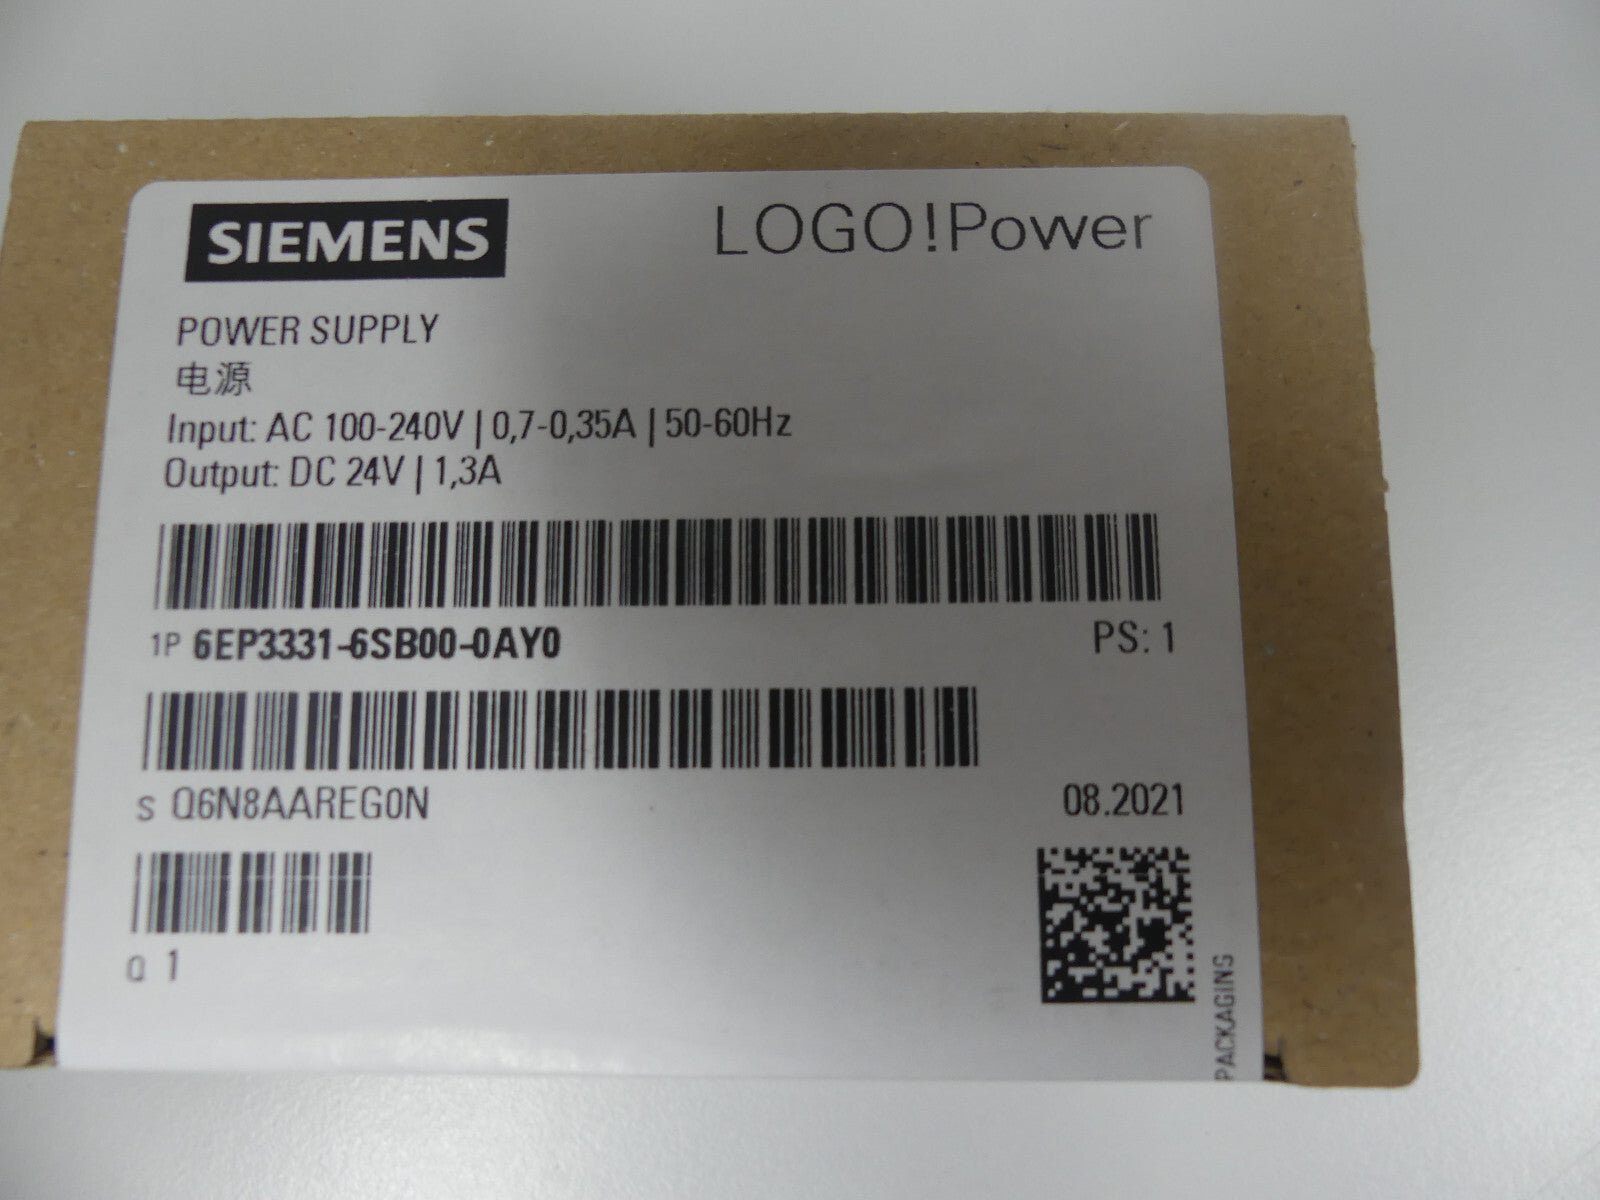 SIEMENS
LOGO!Power
POWER SUPPLY
电源
Input: AC 100-240V | 0,7-0,35A | 50-60Hz
Output: DC 24V | 1,3A
1P 6EP3331-6SB00-0AY0
PS: 1
S Q6N8AAREG0N
08.2021
Q 1
PACKAGING